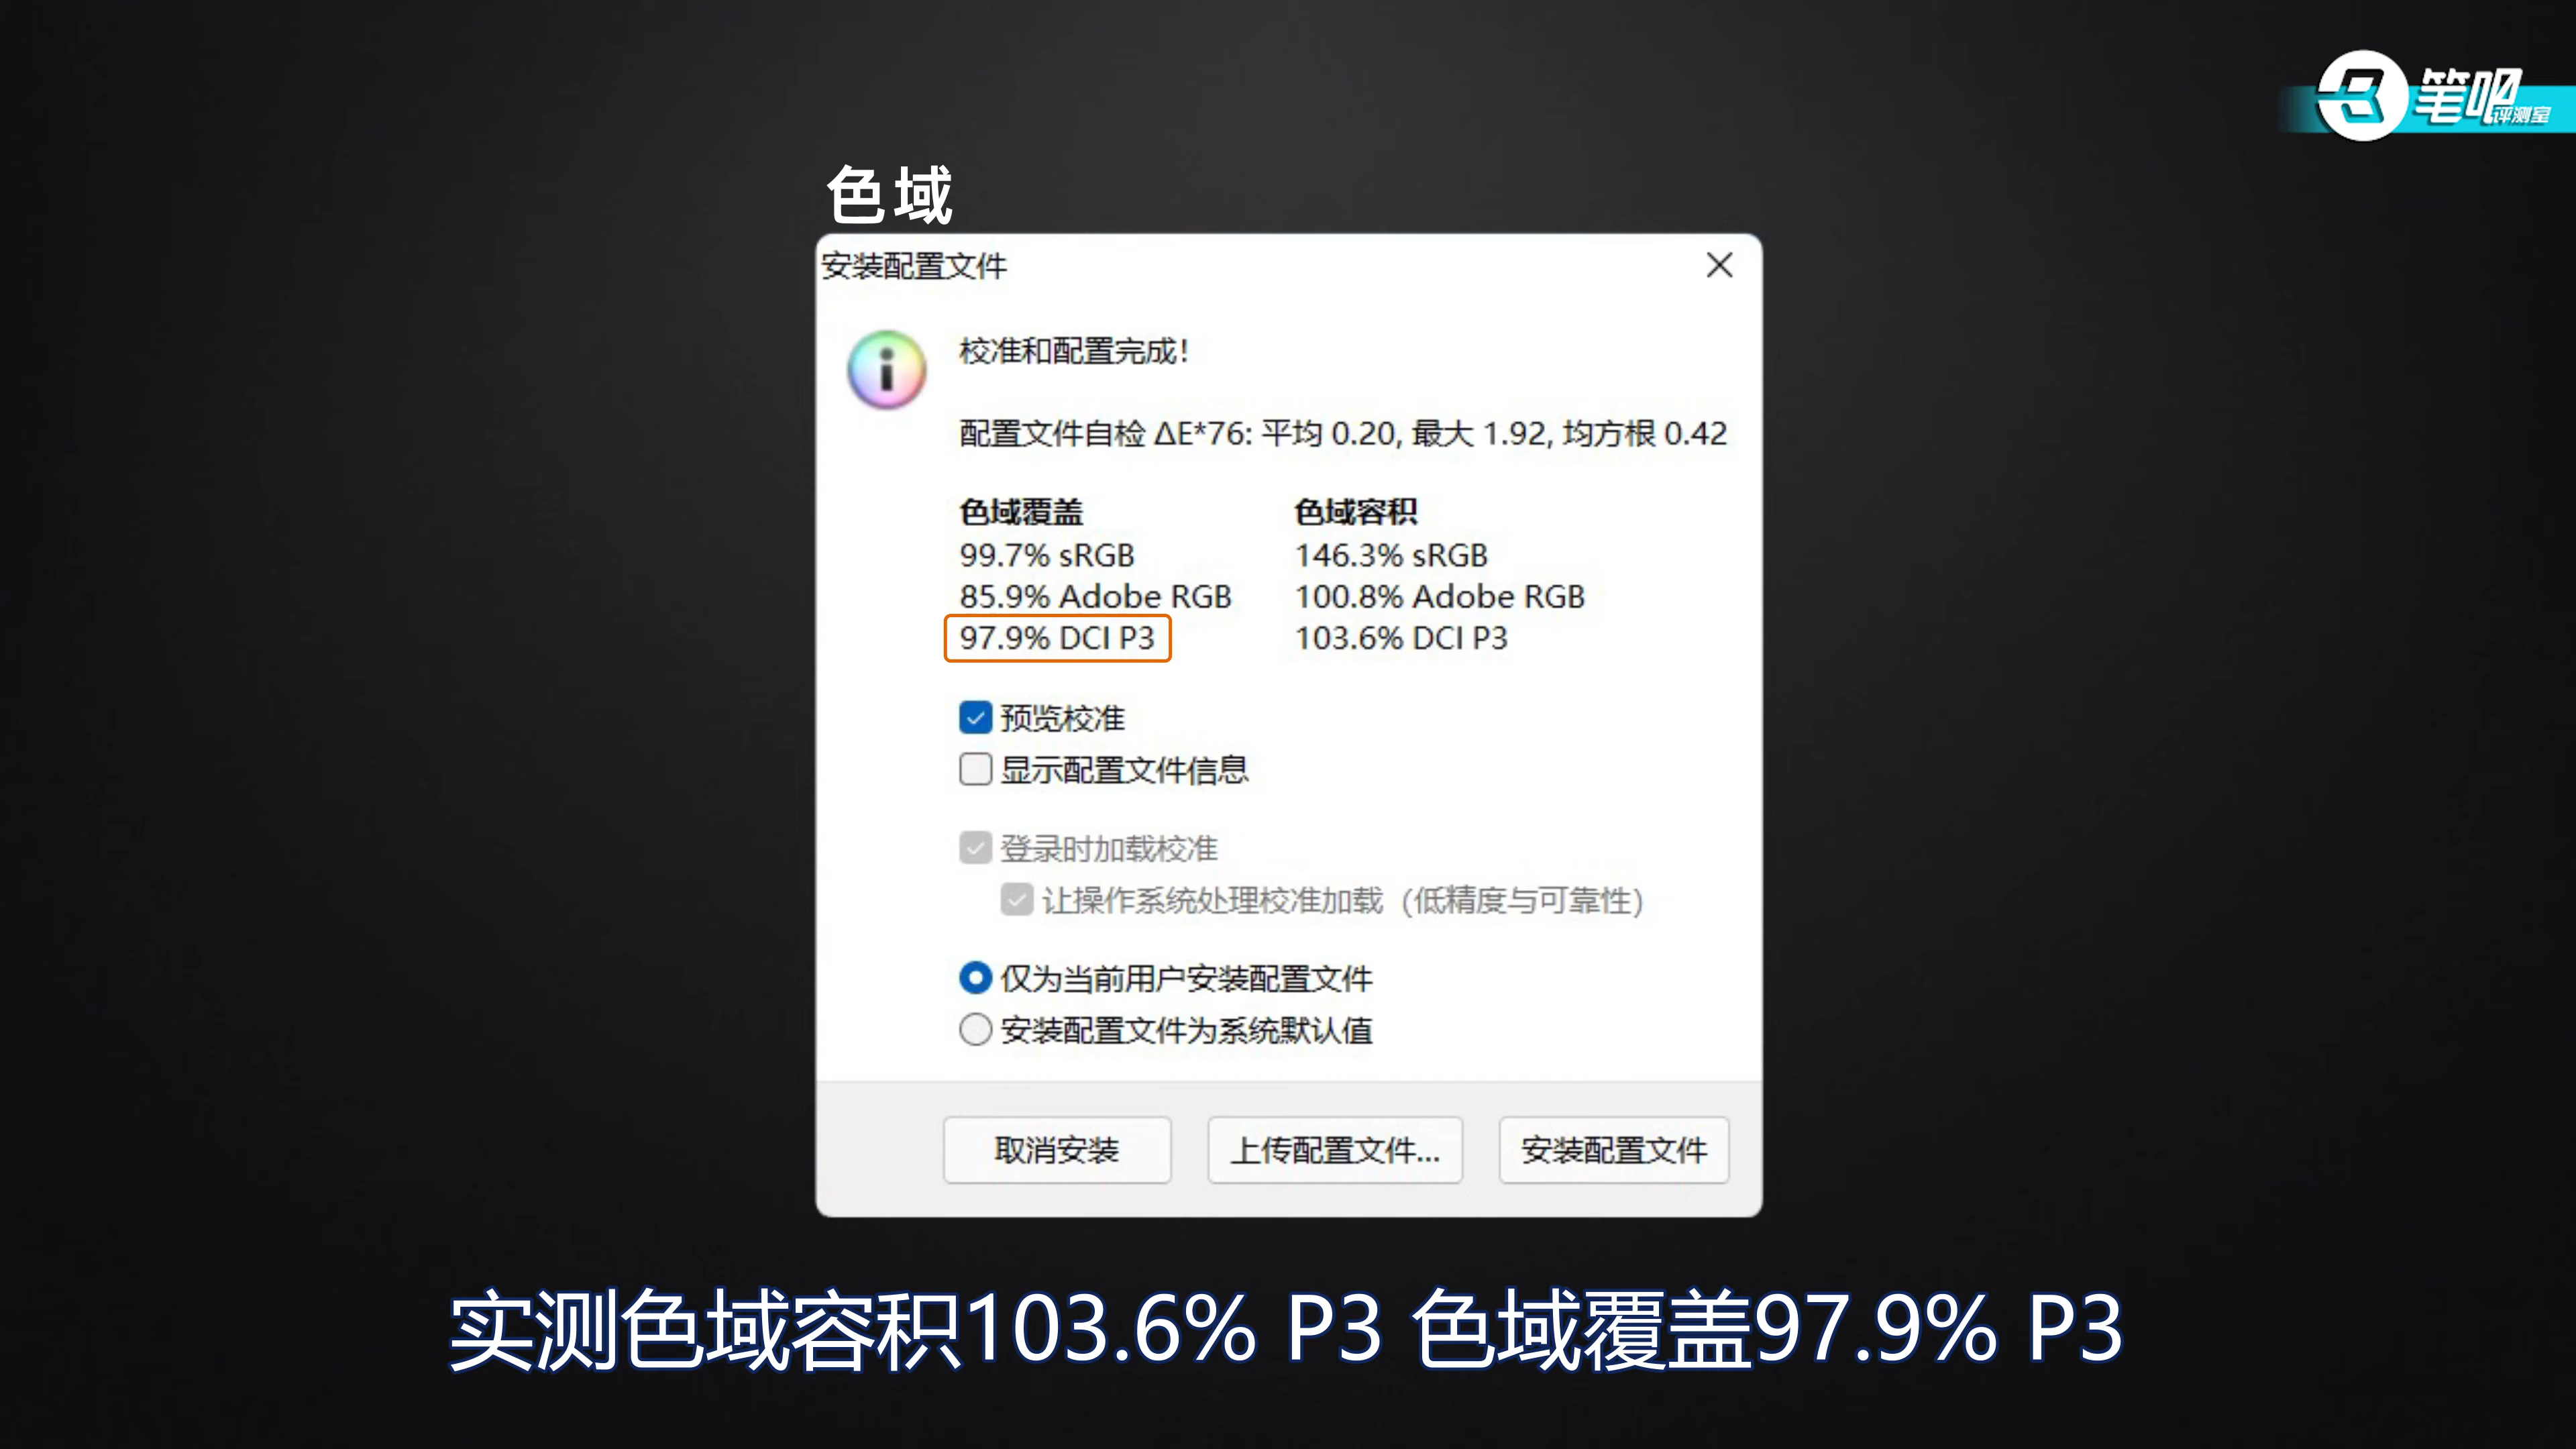 笔吧评测室
色域
安装配置文件
校准和配置完成!
配置文件自检 ΔE*76: 平均 0.20, 最大 1.92, 均方根 0.42
色域覆盖 色域容积
99.7% sRGB 146.3% sRGB
85.9% Adobe RGB 100.8% Adobe RGB
97.9% DCI P3 103.6% DCI P3
预览校准
显示配置文件信息
登录时加载校准
让操作系统处理校准加载（低精度与可靠性）
仅为当前用户安装配置文件
安装配置文件为系统默认值
取消安装 上传配置文件... 安装配置文件
实测色域容积103.6% P3 色域覆盖97.9% P3